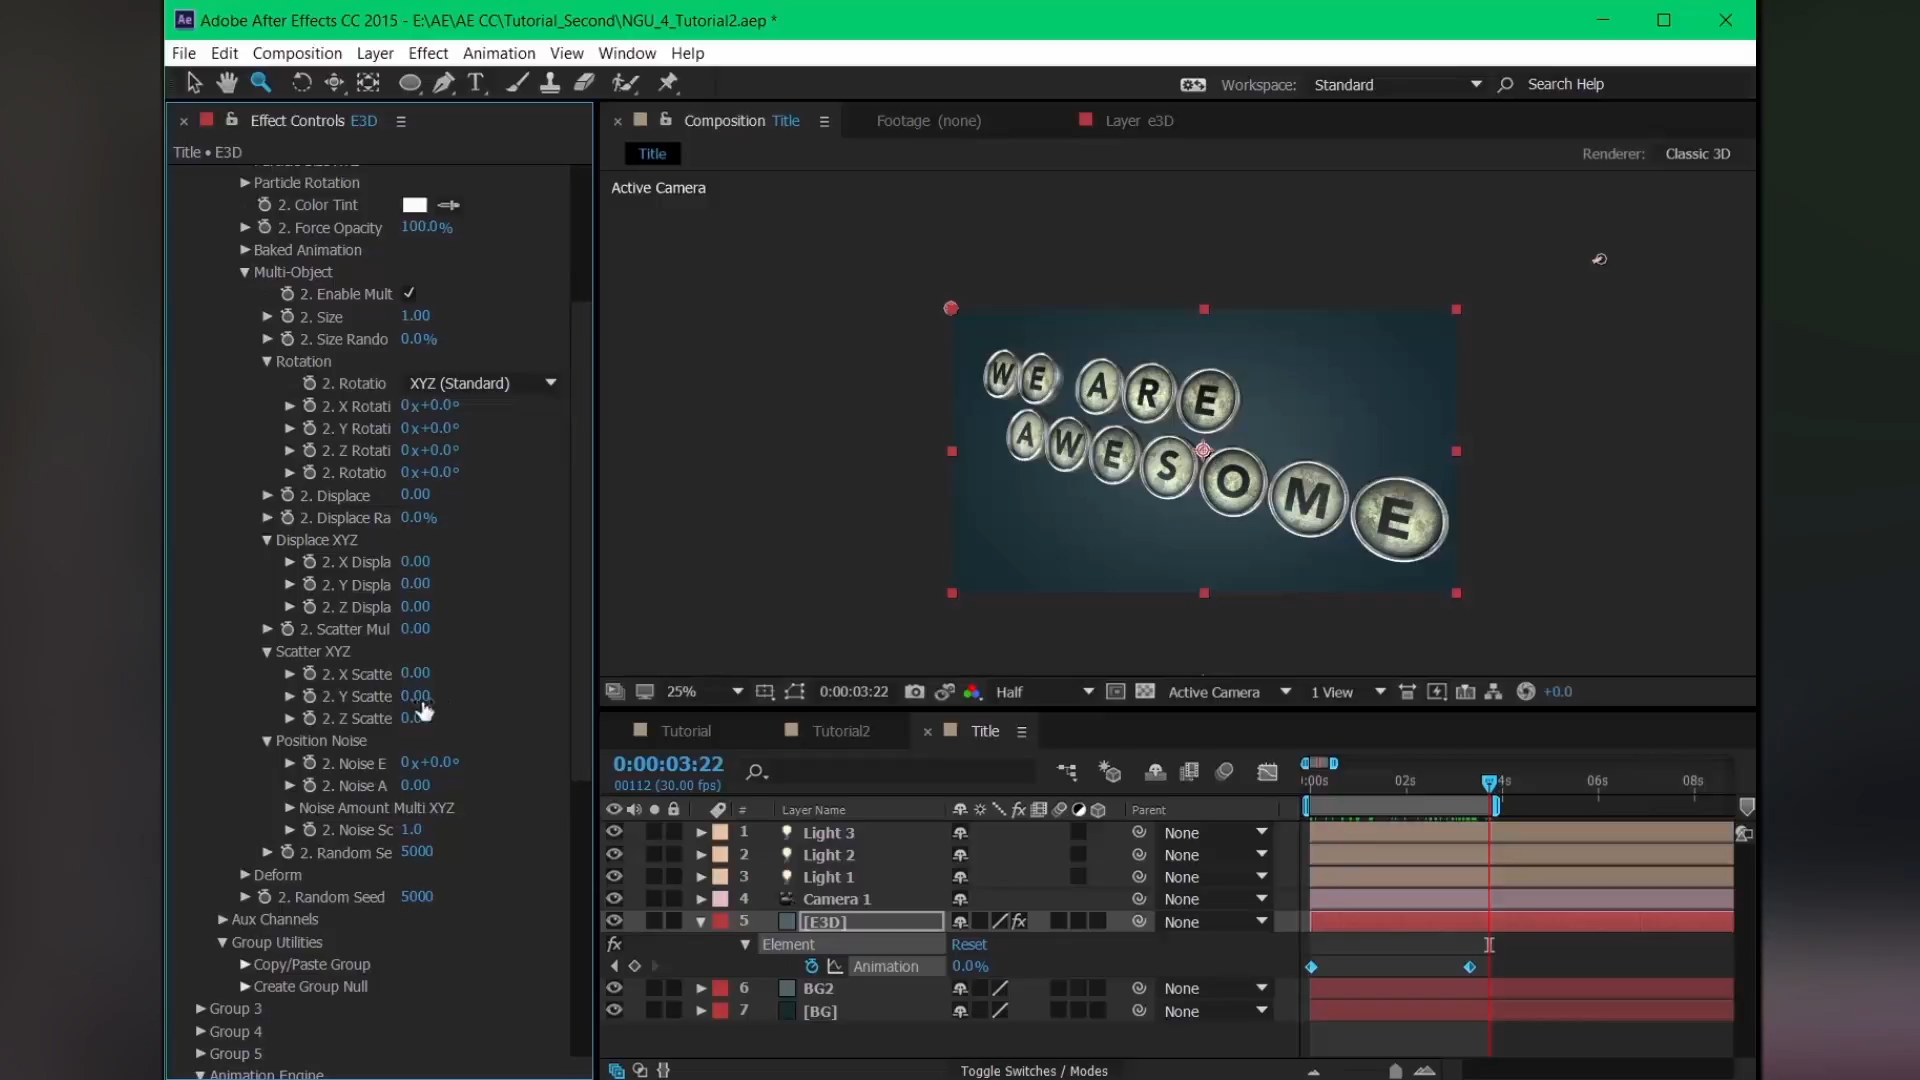 Ae Adobe After Effects CC 2015 - E:\AE\AE CC\Tutorial_Second\NGU_4_Tutorial2.aep *
File Edit Composition Layer Effect Animation View Window Help
Workspace: Standard Search Help
Effect Controls E3D
Title • E3D
Particle Rotation
2. Color Tint
2. Force Opacity 100.0%
Baked Animation
Multi-Object
2. Enable Mult
2. Size 1.00
2. Size Rando 0.0%
Rotation
2. Rotatio XYZ (Standard)
2. X Rotati 0x+0.0°
2. Y Rotati 0x+0.0°
2. Z Rotati 0x+0.0°
2. Rotatio 0x+0.0°
2. Displace 0.00
2. Displace Ra 0.0%
Displace XYZ
2. X Displa 0.00
2. Y Displa 0.00
2. Z Displa 0.00
2. Scatter Mul 0.00
Scatter XYZ
2. X Scatte 0.00
2. Y Scatte 0.00
2. Z Scatte
Position Noise
2. Noise E 0x+0.0°
2. Noise A 0.00
Noise Amount Multi XYZ
2. Noise Sc 1.0
2. Random Se 5000
Deform
2. Random Seed 5000
Aux Channels
Group Utilities
Copy/Paste Group
Create Group Null
Group 3
Group 4
Group 5
Animation Engine
Composition Title Footage (none) Layer e3D
Title Renderer: Classic 3D
Active Camera
WE ARE
AWESOME
25% 0:00:03:22 Half Active Camera 1 View +0.0
Tutorial Tutorial2 Title
0:00:03:22
00112 (30.00 fps)
:00s 02s 4s 06s 08s
# Layer Name fx Parent
1 Light 3 None
2 Light 2 None
3 Light 1 None
4 Camera 1 None
5 [E3D] fx None
fx Element Reset
Animation 0.0%
6 BG2 None
7 [BG] None
Toggle Switches / Modes